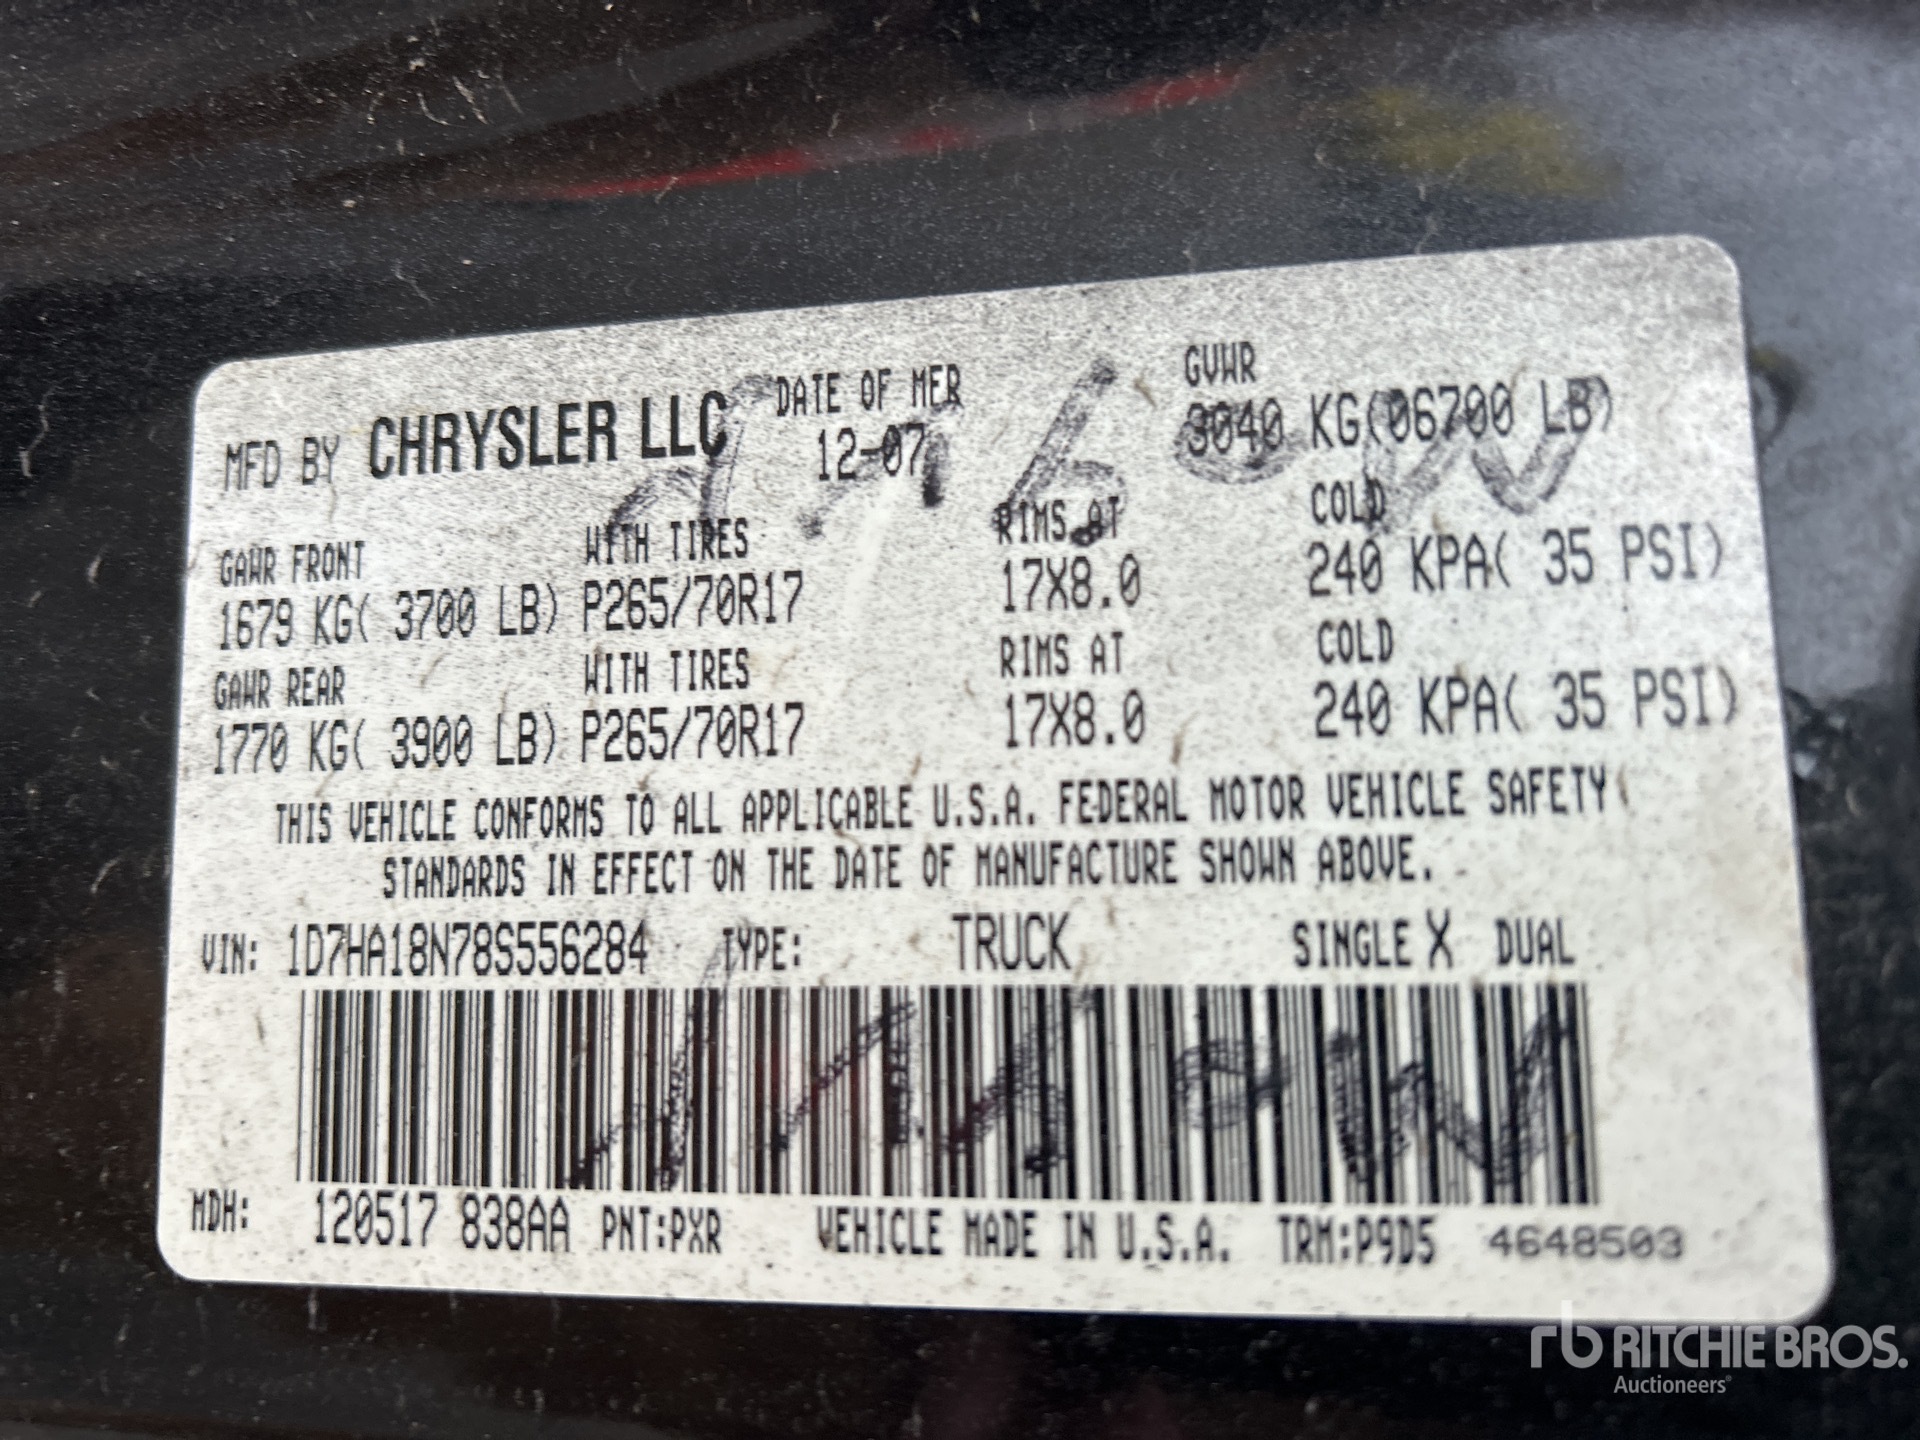 MFD BY CHRYSLER LLC DATE OF MFR GVWR
12-07 3040 KG(06700 LB)
GAWR FRONT WITH TIRES RIMS AT COLD
1679 KG( 3700 LB) P265/70R17 17X8.0 240 KPA( 35 PSI)
GAWR REAR WITH TIRES RIMS AT COLD
1770 KG( 3900 LB) P265/70R17 17X8.0 240 KPA( 35 PSI)
THIS VEHICLE CONFORMS TO ALL APPLICABLE U.S.A. FEDERAL MOTOR VEHICLE SAFETY
STANDARDS IN EFFECT ON THE DATE OF MANUFACTURE SHOWN ABOVE.
VIN: 1D7HA18N78S556284 TYPE: TRUCK SINGLE X DUAL
MDH: 120517 838AA PNT:PXR VEHICLE MADE IN U.S.A. TRM:P9D5 4648503
rb RITCHIE BROS.
Auctioneers